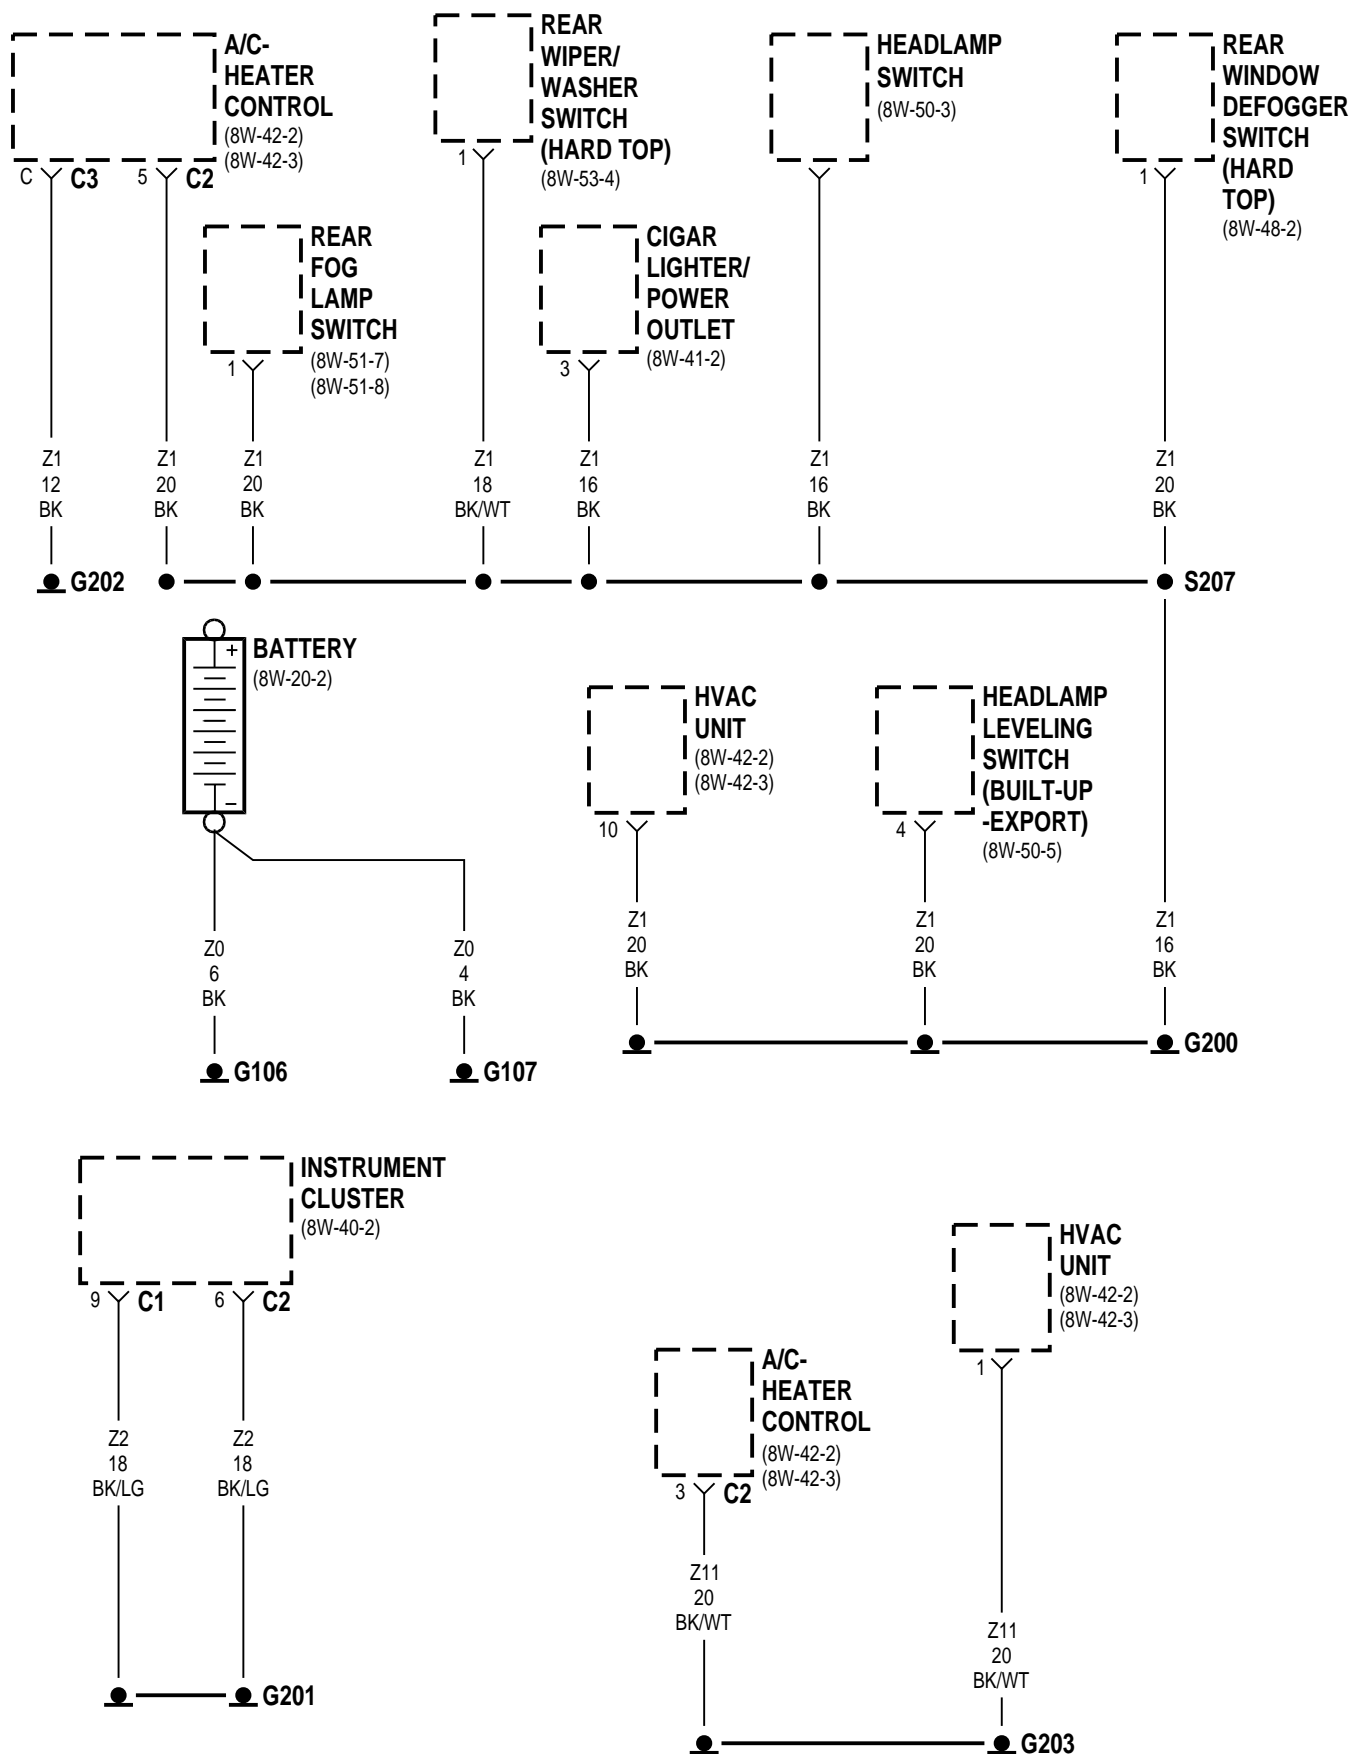 A/C-
HEATER
CONTROL
(8W-42-2)
(8W-42-3)
C
C3
5
C2
REAR
WIPER/
WASHER
SWITCH
(HARD TOP)
(8W-53-4)
1
HEADLAMP
SWITCH
(8W-50-3)
REAR
WINDOW
DEFOGGER
SWITCH
(HARD
TOP)
(8W-48-2)
1
REAR
FOG
LAMP
SWITCH
(8W-51-7)
(8W-51-8)
1
CIGAR
LIGHTER/
POWER
OUTLET
(8W-41-2)
3
Z1
12
BK
Z1
20
BK
Z1
20
BK
Z1
18
BK/WT
Z1
16
BK
Z1
16
BK
Z1
20
BK
G202
S207
+
BATTERY
(8W-20-2)
–
HVAC
UNIT
(8W-42-2)
(8W-42-3)
10
HEADLAMP
LEVELING
SWITCH
(BUILT-UP
-EXPORT)
(8W-50-5)
4
Z0
6
BK
Z0
4
BK
Z1
20
BK
Z1
20
BK
Z1
16
BK
G106
G107
G200
INSTRUMENT
CLUSTER
(8W-40-2)
9
C1
6
C2
HVAC
UNIT
(8W-42-2)
(8W-42-3)
1
A/C-
HEATER
CONTROL
(8W-42-2)
(8W-42-3)
3
C2
Z2
18
BK/LG
Z2
18
BK/LG
Z11
20
BK/WT
Z11
20
BK/WT
G201
G203